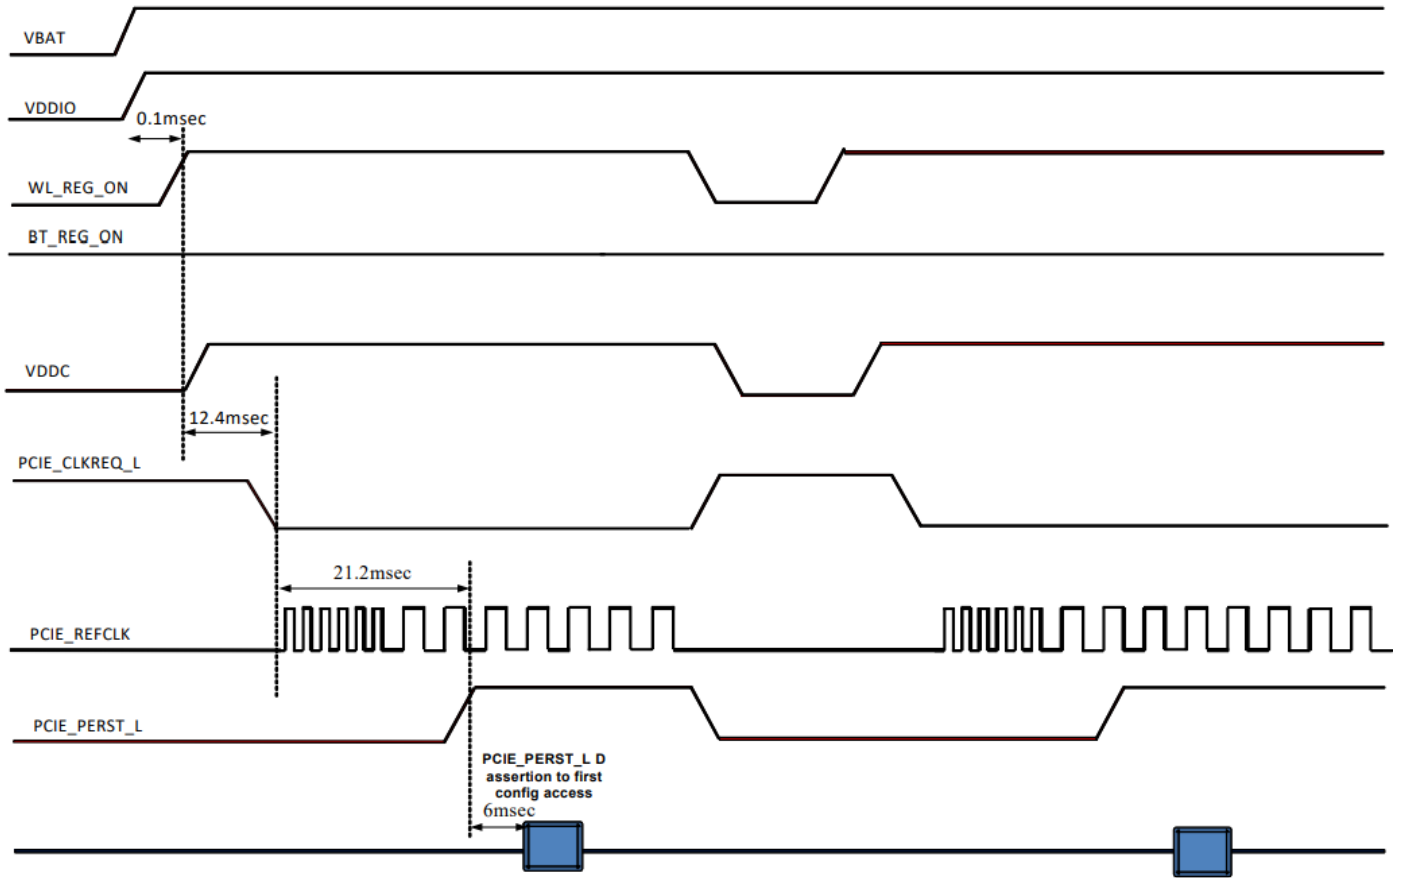 VBAT
VDDIO
0.1msec
WL_REG_ON
BT_REG_ON
VDDC
12.4msec
PCIE_CLKREQ_L
21.2msec
PCIE_REFCLK
PCIE_PERST_L
PCIE_PERST_L D
assertion to first
config access
6msec